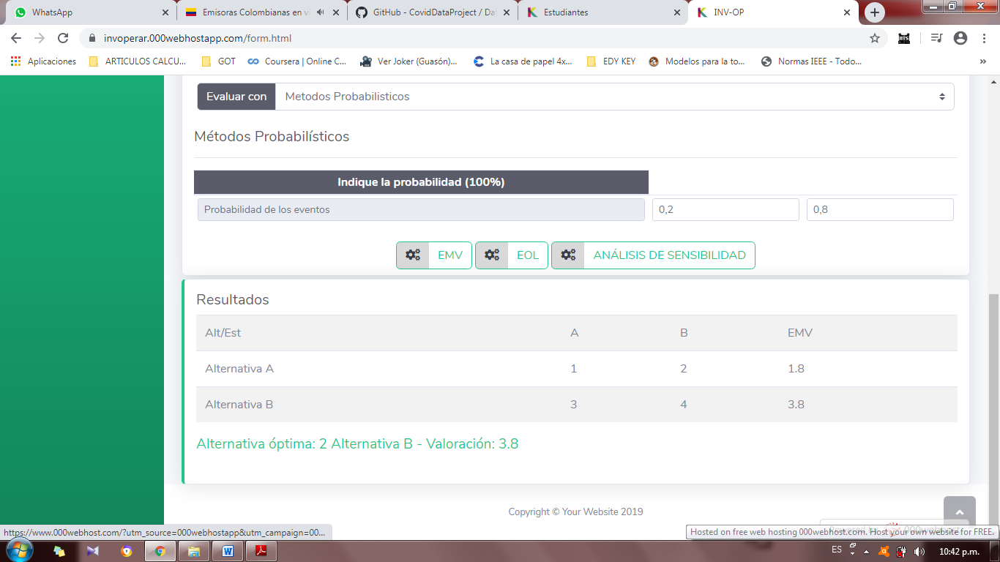 WhatsApp
Emisoras Colombianas en vi
GitHub - CovidDataProject / Dat
Estudiantes
INV-OP
invoperar.000webhostapp.com/form.html
Aplicaciones
ARTICULOS CALCU...
GOT
Coursera | Online C...
Ver Joker (Guasón)...
La casa de papel 4x...
EDY KEY
Modelos para la to...
Normas IEEE - Todo...
Evaluar con Metodos Probabilisticos
Métodos Probabilísticos
Indique la probabilidad (100%)
Probabilidad de los eventos 0,2 0,8
EMV EOL ANÁLISIS DE SENSIBILIDAD
Resultados
Alt/Est A B EMV
Alternativa A 1 2 1.8
Alternativa B 3 4 3.8
Alternativa óptima: 2 Alternativa B - Valoración: 3.8
Copyright © Your Website 2019
https://www.000webhost.com/?utm_source=000webhostapp&utm_campaign=00...
Hosted on free web hosting 000webhost.com. Host your own website for FREE.
ES
10:42 p.m.